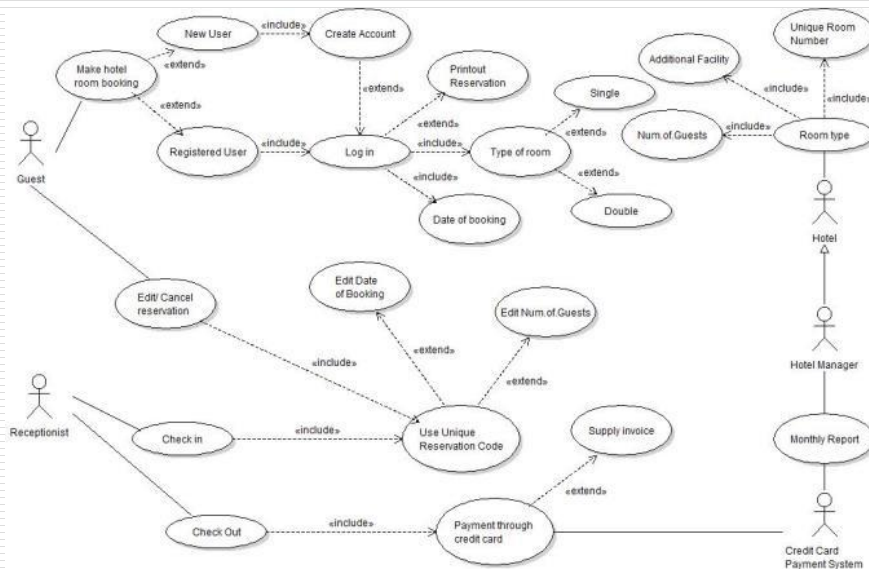 New User
«include»
Create Account
Unique Room
Number
Make hotel
room booking
«extend»
Additional Facility
«include»
«include»
Printout
Reservation
«extend»
«extend»
Single
«extend»
«extend»
Num.of.Guests
«include»
Room type
Registered User
«include»
Log in
«include»
Type of room
Guest
«include»
«extend»
Date of booking
Double
Hotel
Edit Date
of Booking
Edit/ Cancel
reservation
Edit Num.of.Guests
«include»
«extend»
«extend»
Hotel Manager
Receptionist
Check in
«include»
Use Unique
Reservation Code
Supply invoice
Monthly Report
«extend»
Check Out
«include»
Payment through
credit card
Credit Card
Payment System